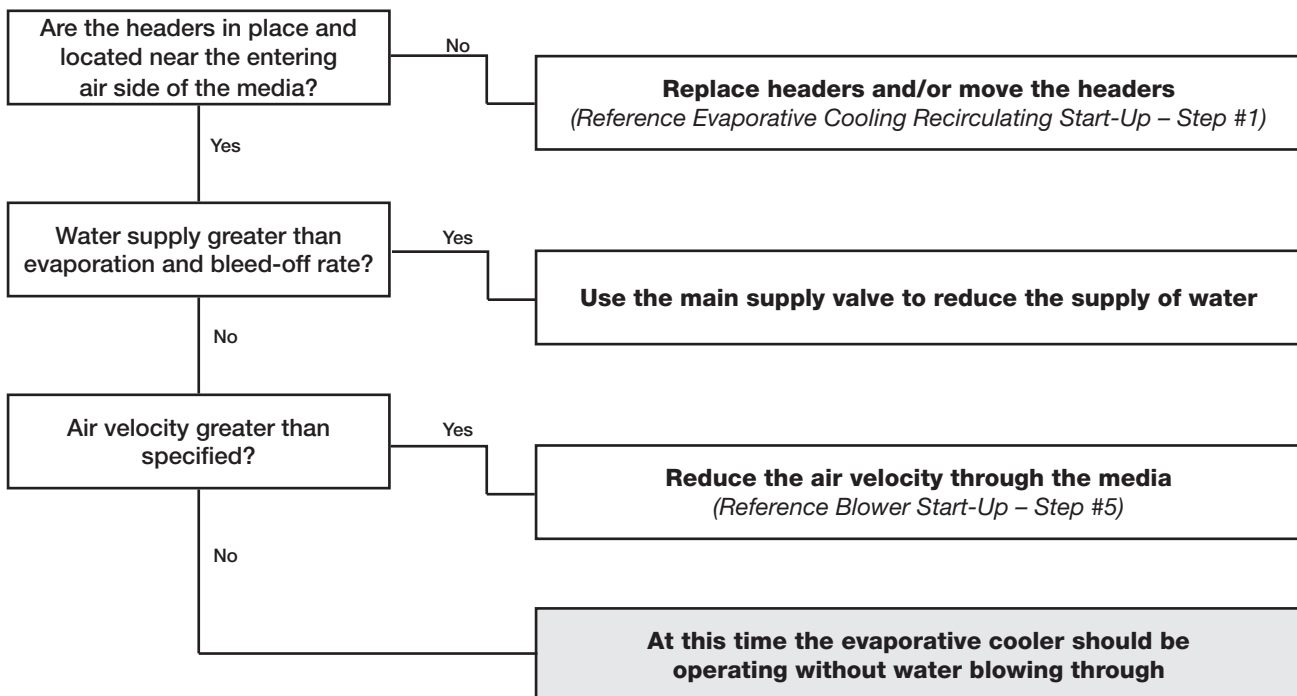 Are the headers in place and
located near the entering
air side of the media?
No
Replace headers and/or move the headers
(Reference Evaporative Cooling Recirculating Start-Up – Step #1)
Yes
Water supply greater than
evaporation and bleed-off rate?
Yes
Use the main supply valve to reduce the supply of water
No
Air velocity greater than
specified?
Yes
Reduce the air velocity through the media
(Reference Blower Start-Up – Step #5)
No
At this time the evaporative cooler should be
operating without water blowing through